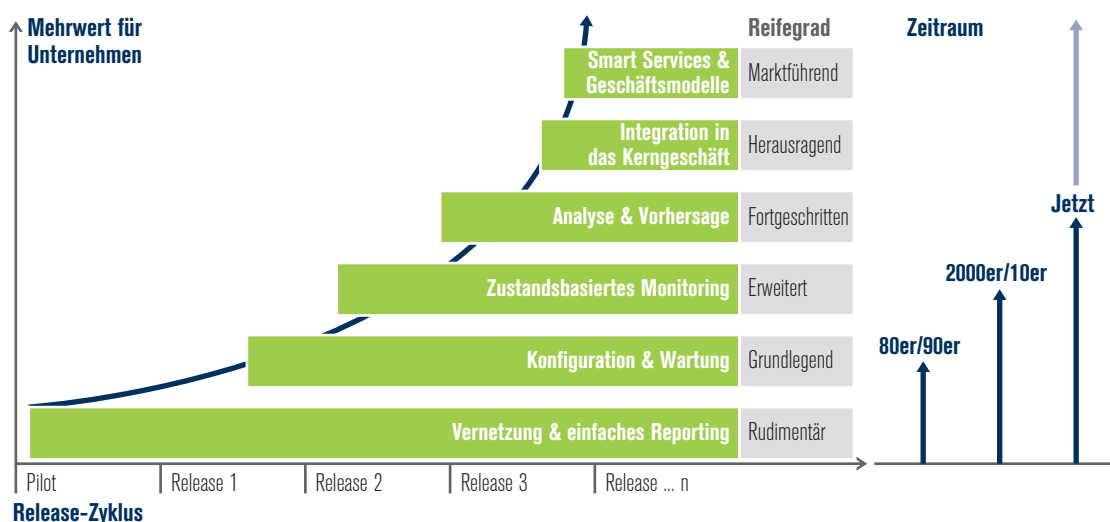 Mehrwert für
Unternehmen
Reifegrad
Zeitraum
Smart Services &
Geschäftsmodelle
Marktführend
Integration in
das Kerngeschäft
Herausragend
Analyse & Vorhersage
Fortgeschritten
Jetzt
Zustandsbasiertes Monitoring
Erweitert
2000er/10er
Konfiguration & Wartung
Grundlegend
80er/90er
Vernetzung & einfaches Reporting
Rudimentär
Pilot
Release 1
Release 2
Release 3
Release ... n
Release-Zyklus